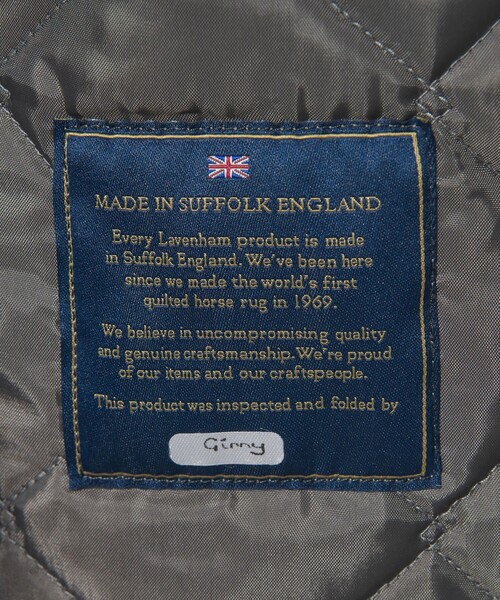 MADE IN SUFFOLK ENGLAND
Every Lavenham product is made
in Suffolk England. We've been here
since we made the world's first
quilted horse rug in 1969.
We believe in uncompromising quality
and genuine craftsmanship. We're proud
of our items and our craftspeople.
This product was inspected and folded by
Ginny